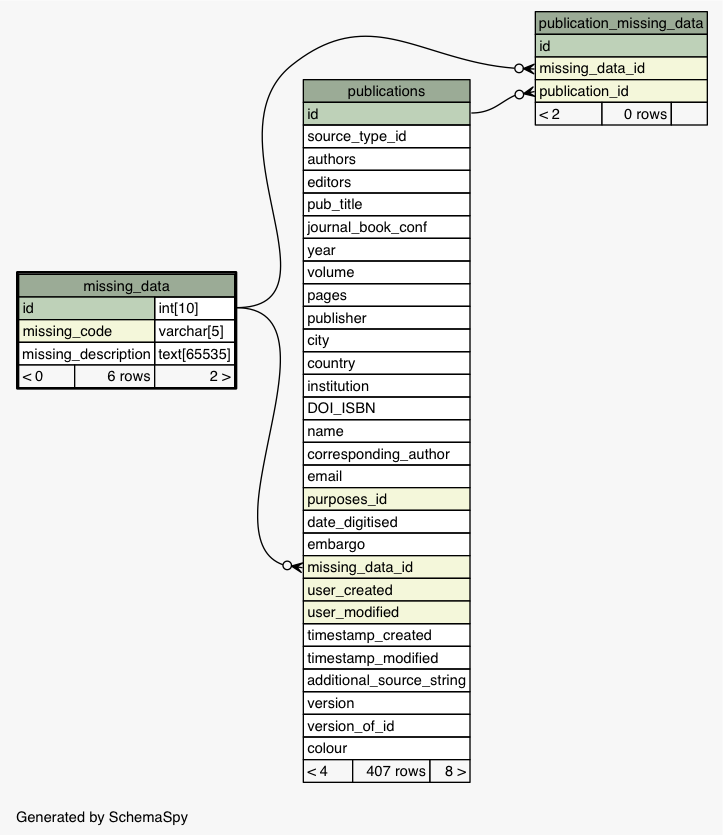 publication_missing_data
id
missing_data_id
publication_id
< 2 0 rows
publications
id
source_type_id
authors
editors
pub_title
journal_book_conf
year
volume
pages
publisher
city
country
institution
DOI_ISBN
name
corresponding_author
email
purposes_id
date_digitised
embargo
missing_data_id
user_created
user_modified
timestamp_created
timestamp_modified
additional_source_string
version
version_of_id
colour
< 4 407 rows 8 >
missing_data
id int[10]
missing_code varchar[5]
missing_description text[65535]
< 0 6 rows 2 >
Generated by SchemaSpy